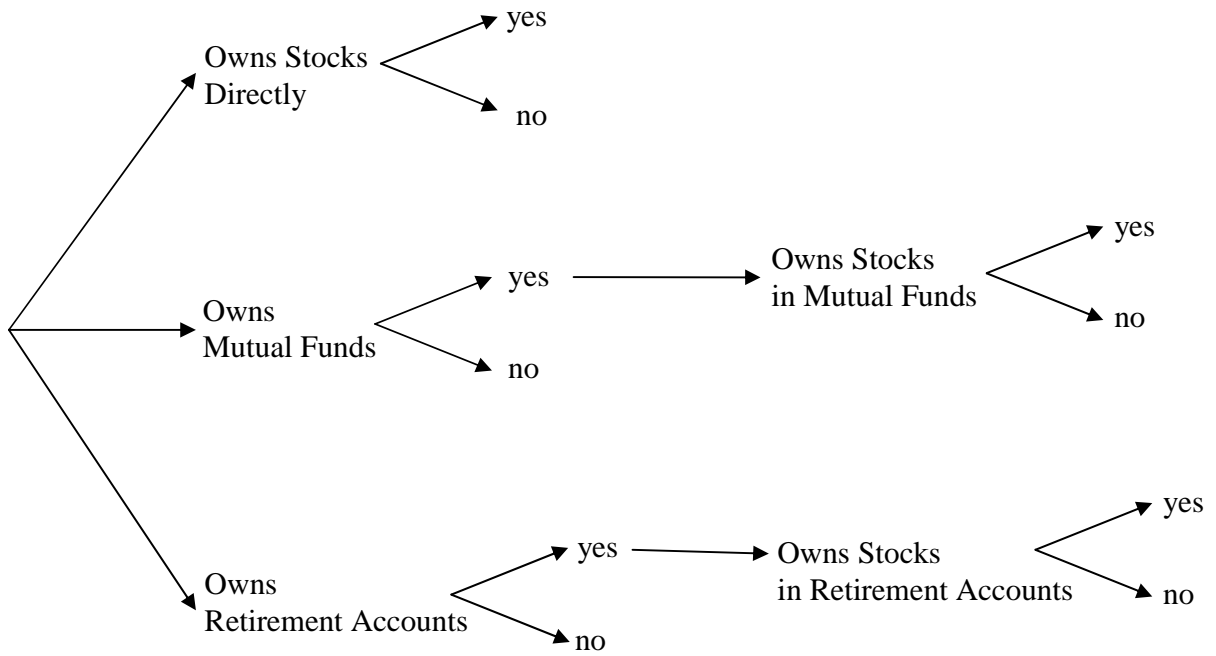 Owns Stocks
Directly
yes
no
Owns
Mutual Funds
yes
no
Owns Stocks
in Mutual Funds
yes
no
Owns
Retirement Accounts
yes
no
Owns Stocks
in Retirement Accounts
yes
no